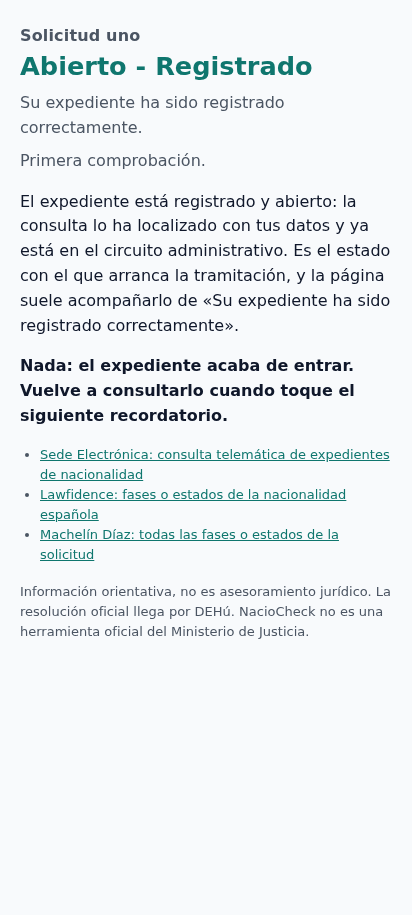 Solicitud uno
Abierto - Registrado
Su expediente ha sido registrado
correctamente.
Primera comprobación.
El expediente está registrado y abierto: la
consulta lo ha localizado con tus datos y ya
está en el circuito administrativo. Es el estado
con el que arranca la tramitación, y la página
suele acompañarlo de «Su expediente ha sido
registrado correctamente».
Nada: el expediente acaba de entrar.
Vuelve a consultarlo cuando toque el
siguiente recordatorio.
• Sede Electrónica: consulta telemática de expedientes
de nacionalidad
• Lawfidence: fases o estados de la nacionalidad
española
• Machelín Díaz: todas las fases o estados de la
solicitud
Información orientativa, no es asesoramiento jurídico. La
resolución oficial llega por DEHú. NacioCheck no es una
herramienta oficial del Ministerio de Justicia.